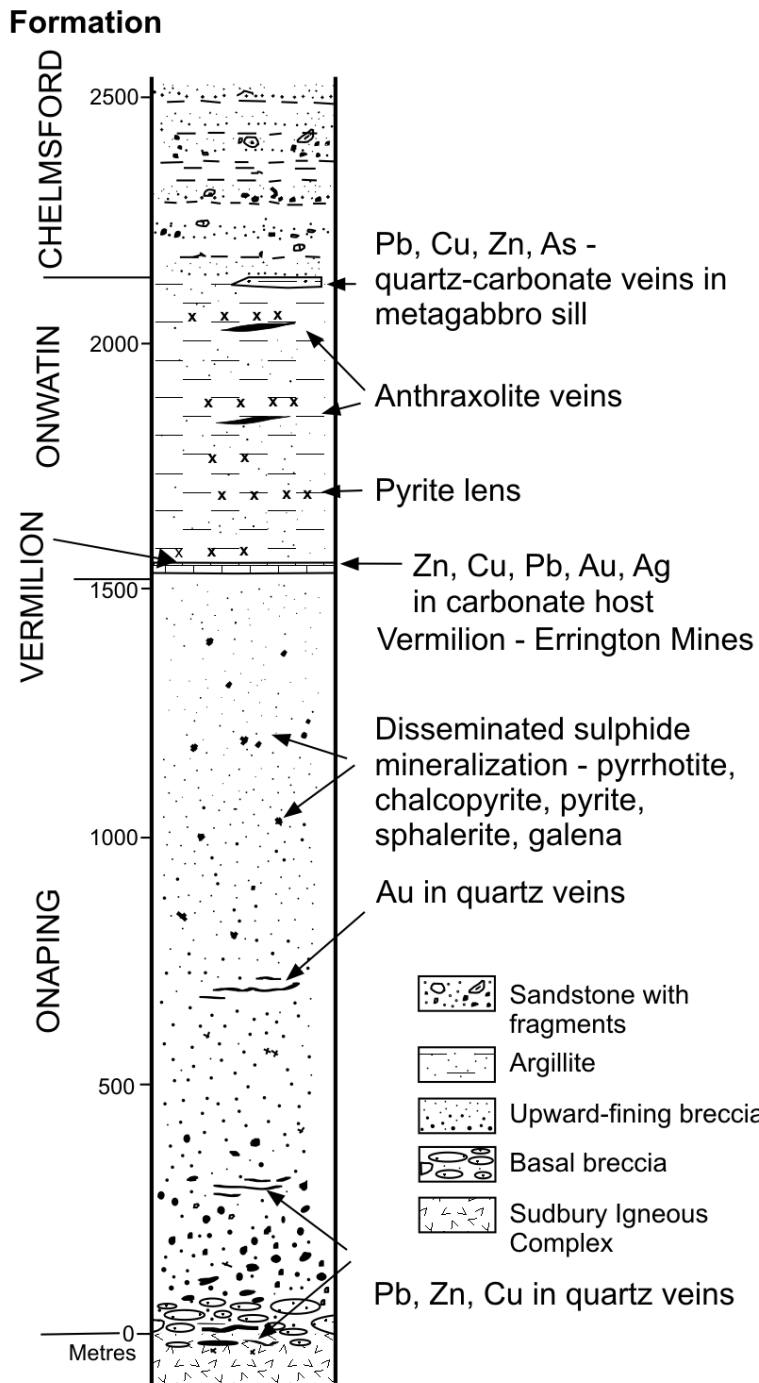 Formation
CHELMSFORD
ONWATIN
VERMILION
ONAPING
2500
2000
1500
1000
500
0
Metres
Pb, Cu, Zn, As -
quartz-carbonate veins in
metagabbro sill
Anthraxolite veins
Pyrite lens
Zn, Cu, Pb, Au, Ag
in carbonate host
Vermilion - Errington Mines
Disseminated sulphide
mineralization - pyrrhotite,
chalcopyrite, pyrite,
sphalerite, galena
Au in quartz veins
Sandstone with
fragments
Argillite
Upward-fining breccia
Basal breccia
Sudbury Igneous
Complex
Pb, Zn, Cu in quartz veins